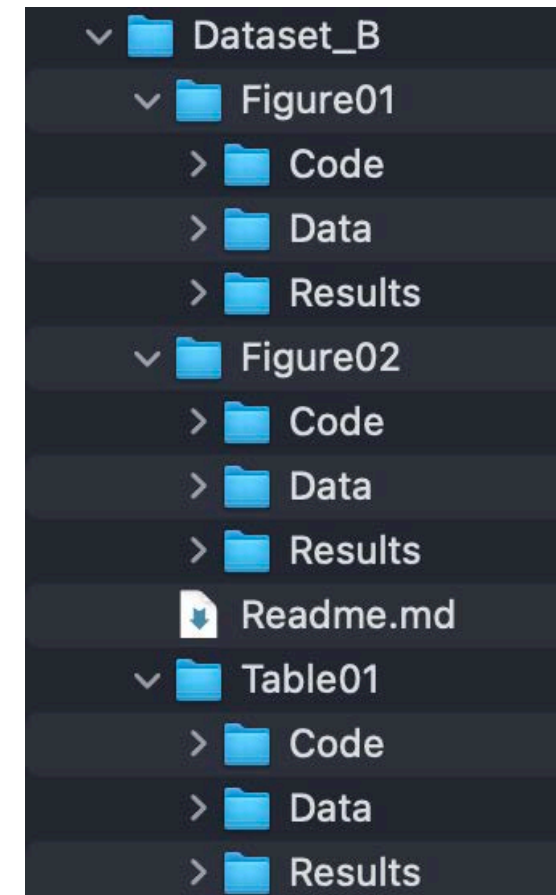 Dataset_B
Figure01
Code
Data
Results
Figure02
Code
Data
Results
Readme.md
Table01
Code
Data
Results